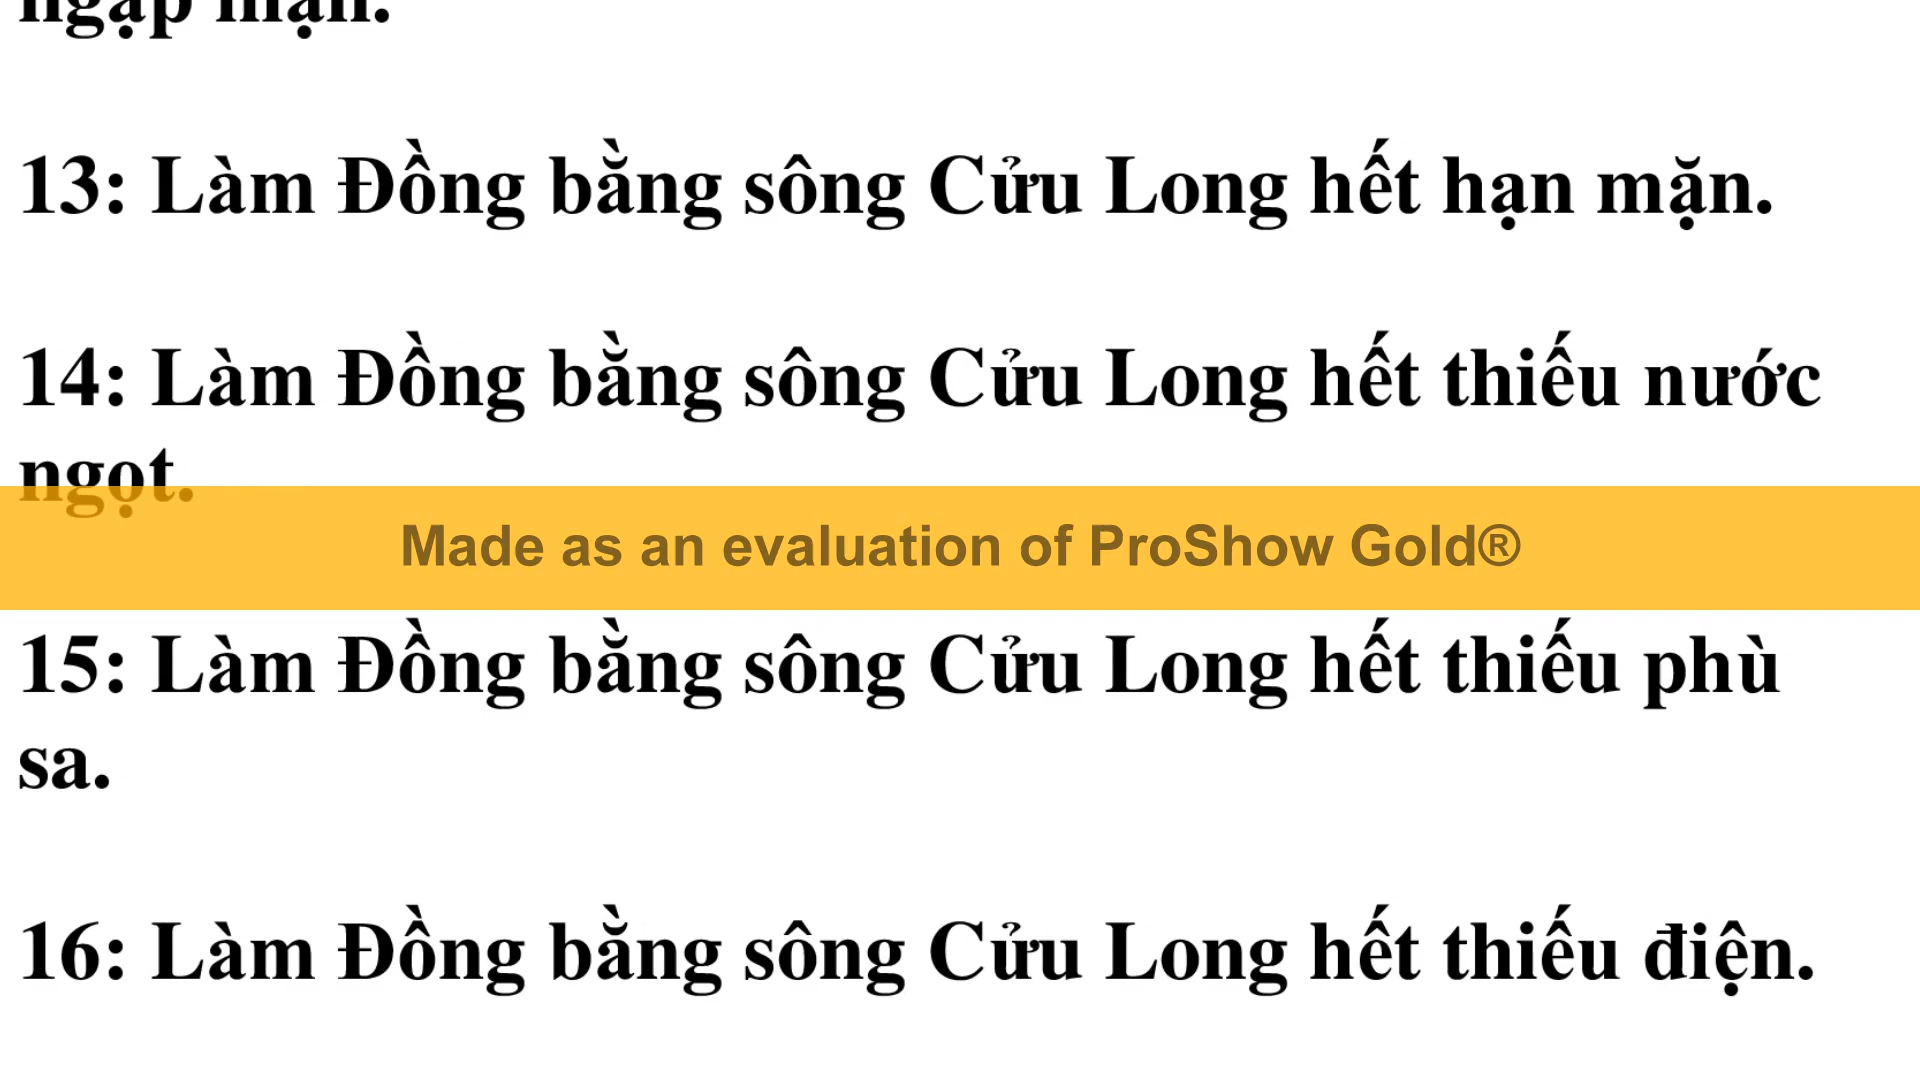 ngập mặn.
13: Làm Đồng bằng sông Cửu Long hết hạn mặn.
14: Làm Đồng bằng sông Cửu Long hết thiếu nước
ngọt.
Made as an evaluation of ProShow Gold®
15: Làm Đồng bằng sông Cửu Long hết thiếu phù
sa.
16: Làm Đồng bằng sông Cửu Long hết thiếu điện.